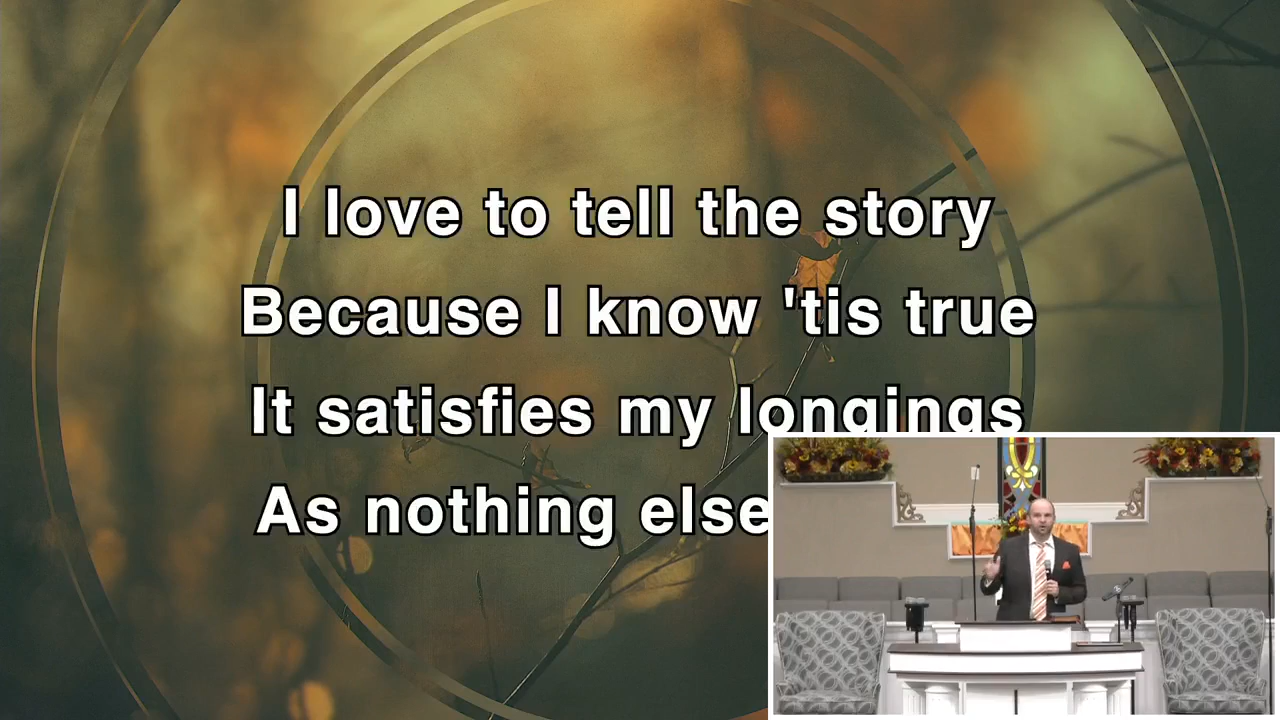 I love to tell the story
Because I know 'tis true
It satisfies my longings
As nothing else